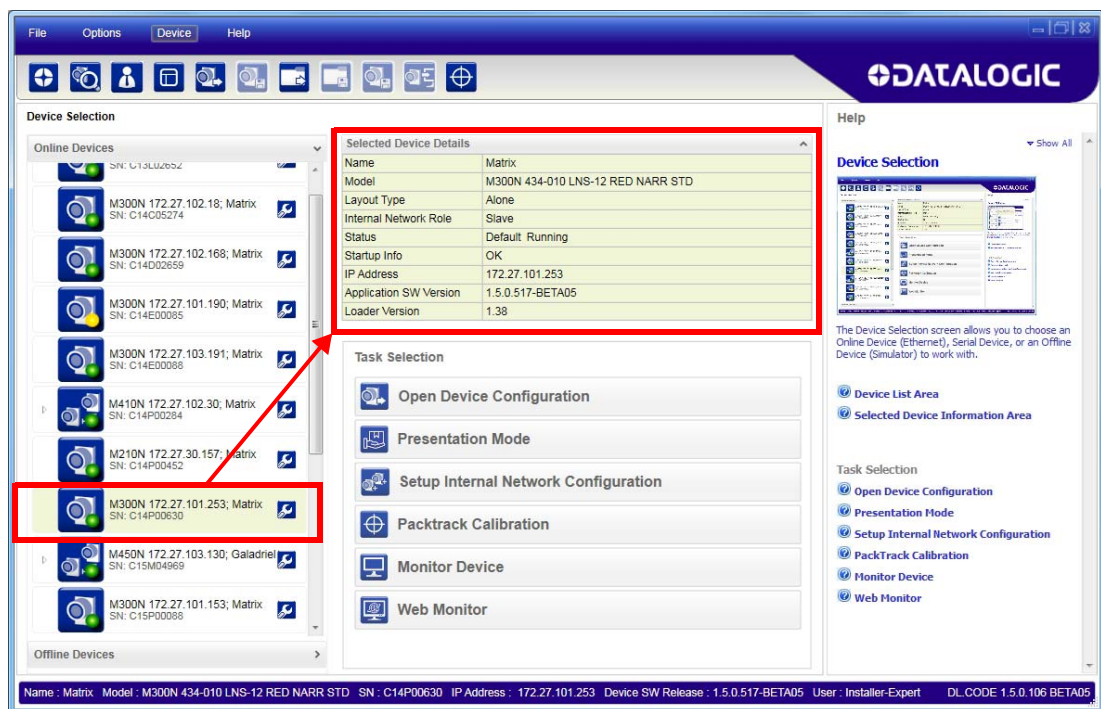 File Options Device Help
DATALOGIC
Device Selection
Online Devices
SN: C13L02652
M300N 172.27.102.18; Matrix
SN: C14C05274
M300N 172.27.102.168; Matrix
SN: C14D02659
M300N 172.27.101.190; Matrix
SN: C14E00085
M300N 172.27.103.191; Matrix
SN: C14E00088
M410N 172.27.102.30; Matrix
SN: C14P00284
M210N 172.27.30.157; Matrix
SN: C14P00452
M300N 172.27.101.253; Matrix
SN: C14P00630
M450N 172.27.103.130; Galadriel
SN: C15M04969
M300N 172.27.101.153; Matrix
SN: C15P00088
Offline Devices
Selected Device Details
Name Matrix
Model M300N 434-010 LNS-12 RED NARR STD
Layout Type Alone
Internal Network Role Slave
Status Default Running
Startup Info OK
IP Address 172.27.101.253
Application SW Version 1.5.0.517-BETA05
Loader Version 1.38
Task Selection
Open Device Configuration
Presentation Mode
Setup Internal Network Configuration
Packtrack Calibration
Monitor Device
Web Monitor
Help
Show All
Device Selection
The Device Selection screen allows you to choose an
Online Device (Ethernet), Serial Device, or an Offline
Device (Simulator) to work with.
Device List Area
Selected Device Information Area
Task Selection
Open Device Configuration
Presentation Mode
Setup Internal Network Configuration
PackTrack Calibration
Monitor Device
Web Monitor
Name : Matrix Model : M300N 434-010 LNS-12 RED NARR STD SN : C14P00630 IP Address : 172.27.101.253 Device SW Release : 1.5.0.517-BETA05 User : Installer-Expert DL.CODE 1.5.0.106 BETA05